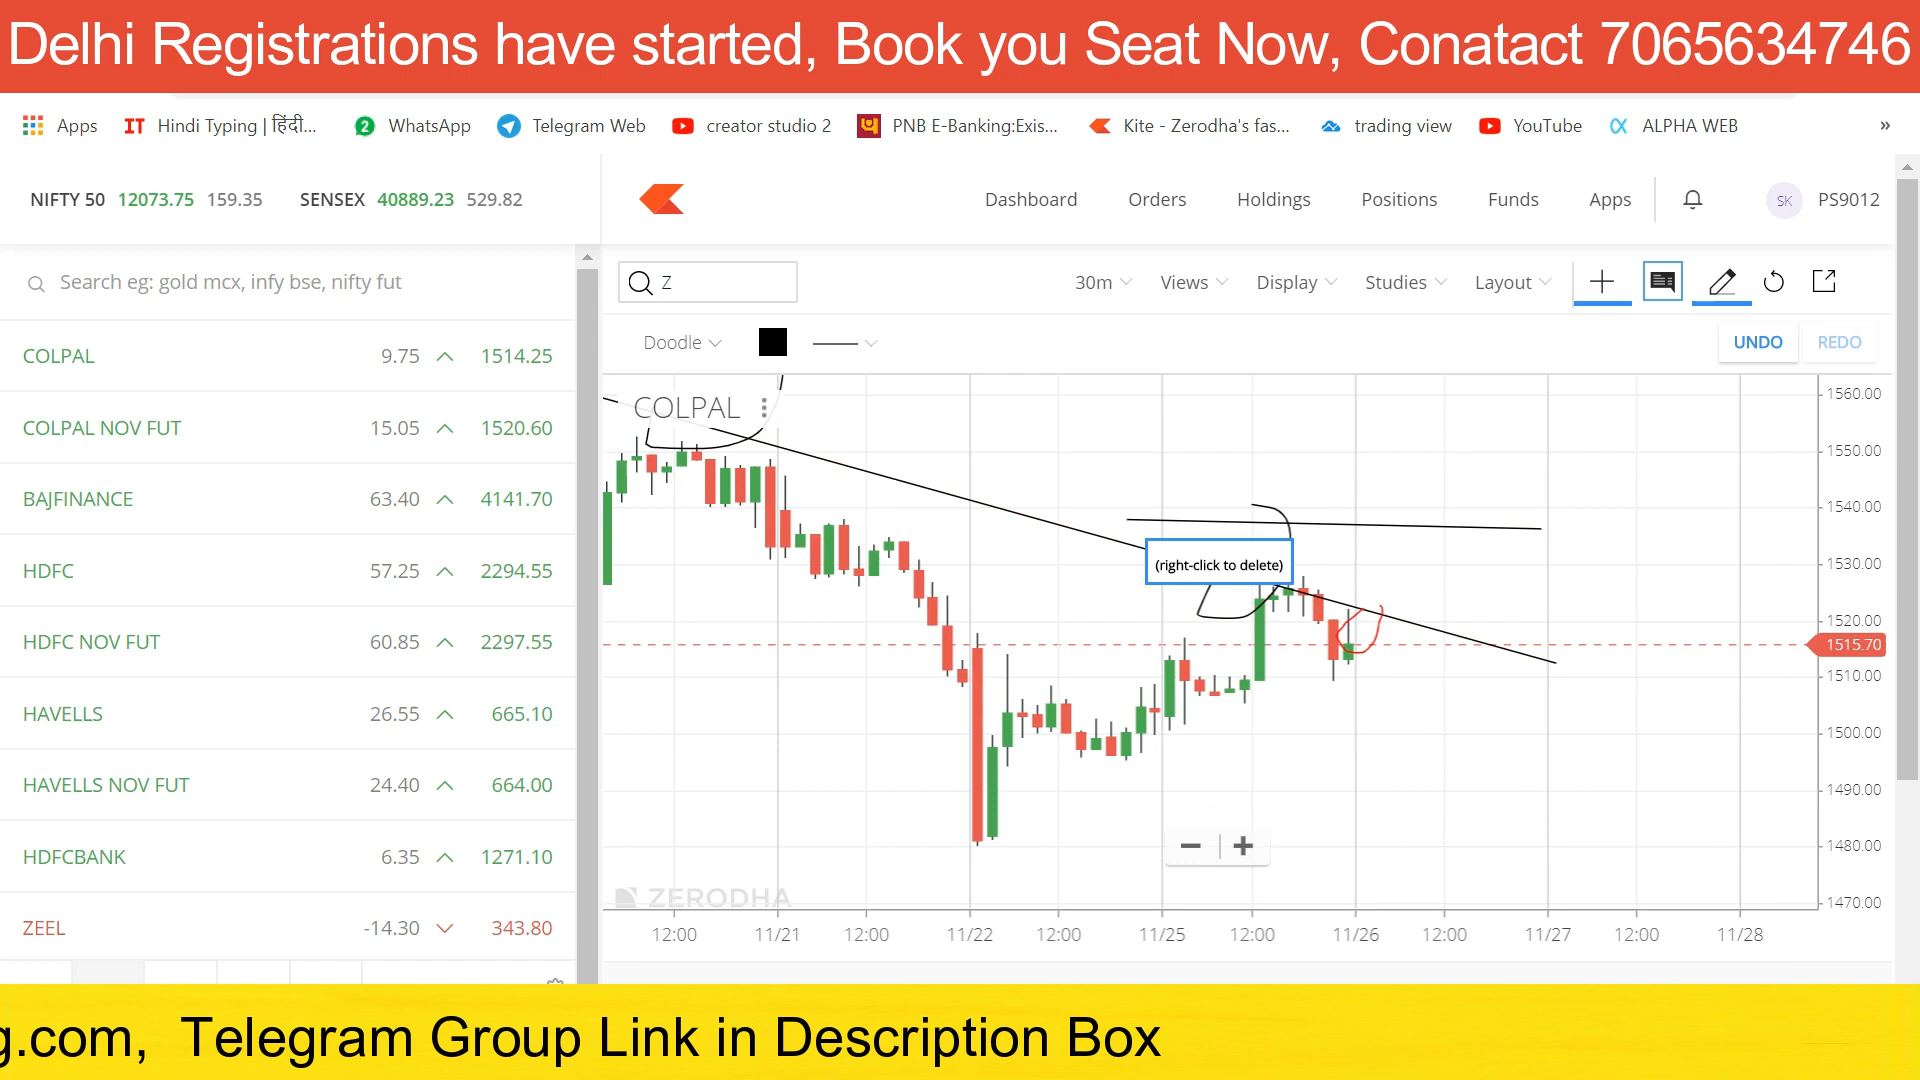 Delhi Registrations have started, Book you Seat Now, Conatact 7065634746
Apps
Hindi Typing | हिंदी...
2 WhatsApp
Telegram Web
creator studio 2
PNB E-Banking:Exis...
Kite - Zerodha's fas...
trading view
YouTube
ALPHA WEB
»
NIFTY 50 12073.75 159.35 SENSEX 40889.23 529.82
Dashboard Orders Holdings Positions Funds Apps SK PS9012
Search eg: gold mcx, infy bse, nifty fut
Z
30m Views Display Studies Layout
Doodle
UNDO REDO
COLPAL 9.75 1514.25
COLPAL NOV FUT 15.05 1520.60
BAJFINANCE 63.40 4141.70
HDFC 57.25 2294.55
HDFC NOV FUT 60.85 2297.55
HAVELLS 26.55 665.10
HAVELLS NOV FUT 24.40 664.00
HDFCBANK 6.35 1271.10
ZEEL -14.30 343.80
COLPAL
(right-click to delete)
1560.00
1550.00
1540.00
1530.00
1520.00
1515.70
1510.00
1500.00
1490.00
1480.00
1470.00
ZERODHA
12:00 11/21 12:00 11/22 12:00 11/25 12:00 11/26 12:00 11/27 12:00 11/28
g.com, Telegram Group Link in Description Box